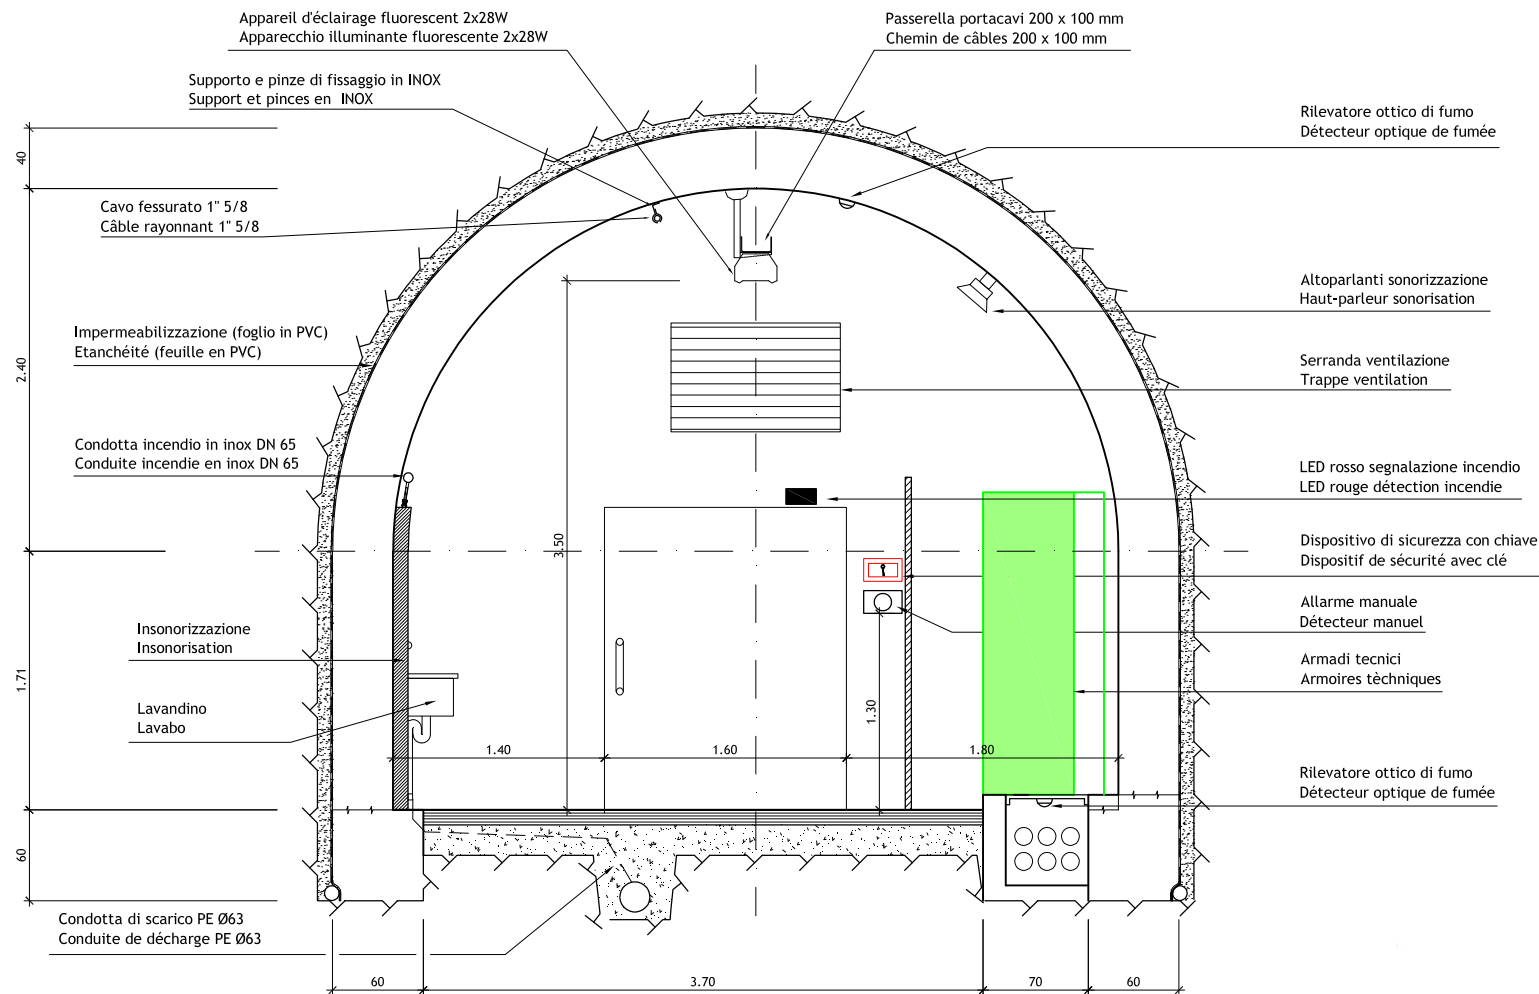 Appareil d'éclairage fluorescent 2x28W
Apparecchio illuminante fluorescente 2x28W
Passerella portacavi 200 x 100 mm
Chemin de câbles 200 x 100 mm
Supporto e pinze di fissaggio in INOX
Support et pinces en INOX
Rilevatore ottico di fumo
Détecteur optique de fumée
40
Cavo fessurato 1" 5/8
Câble rayonnant 1" 5/8
Altoparlanti sonorizzazione
Haut-parleur sonorisation
Impermeabilizzazione (foglio in PVC)
Etanchéité (feuille en PVC)
2.40
Serranda ventilazione
Trappe ventilation
Condotta incendio in inox DN 65
Conduite incendie en inox DN 65
LED rosso segnalazione incendio
LED rouge détection incendie
3.50
Dispositivo di sicurezza con chiave
Dispositif de sécurité avec clé
Allarme manuale
Détecteur manuel
Insonorizzazione
Insonorisation
1.71
Armadi tecnici
Armoires tèchniques
Lavandino
Lavabo
1.30
1.40
1.60
1.80
Rilevatore ottico di fumo
Détecteur optique de fumée
60
Condotta di scarico PE Ø63
Conduite de décharge PE Ø63
60
3.70
70
60